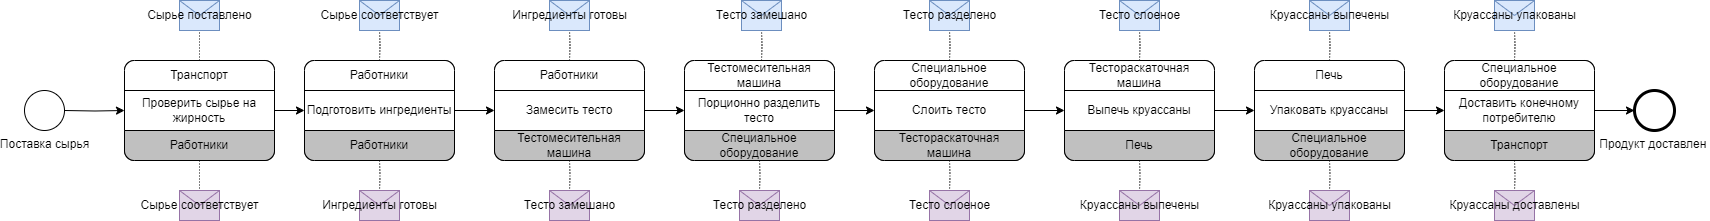 Сырье поставлено
Сырье соответствует
Ингредиенты готовы
Тесто замешано
Тесто разделено
Тесто слоеное
Круассаны выпечены
Круассаны упакованы
Поставка сырья
Транспорт
Проверить сырье на
жирность
Работники
Работники
Подготовить ингредиенты
Работники
Работники
Замесить тесто
Тестомесительная
машина
Тестомесительная
машина
Порционно разделить
тесто
Специальное
оборудование
Специальное
оборудование
Слоить тесто
Тестораскаточная
машина
Тестораскаточная
машина
Выпечь круассаны
Печь
Печь
Упаковать круассаны
Специальное
оборудование
Специальное
оборудование
Доставить конечному
потребителю
Транспорт
Продукт доставлен
Сырье соответствует
Ингредиенты готовы
Тесто замешано
Тесто разделено
Тесто слоеное
Круассаны выпечены
Круассаны упакованы
Круассаны доставлены